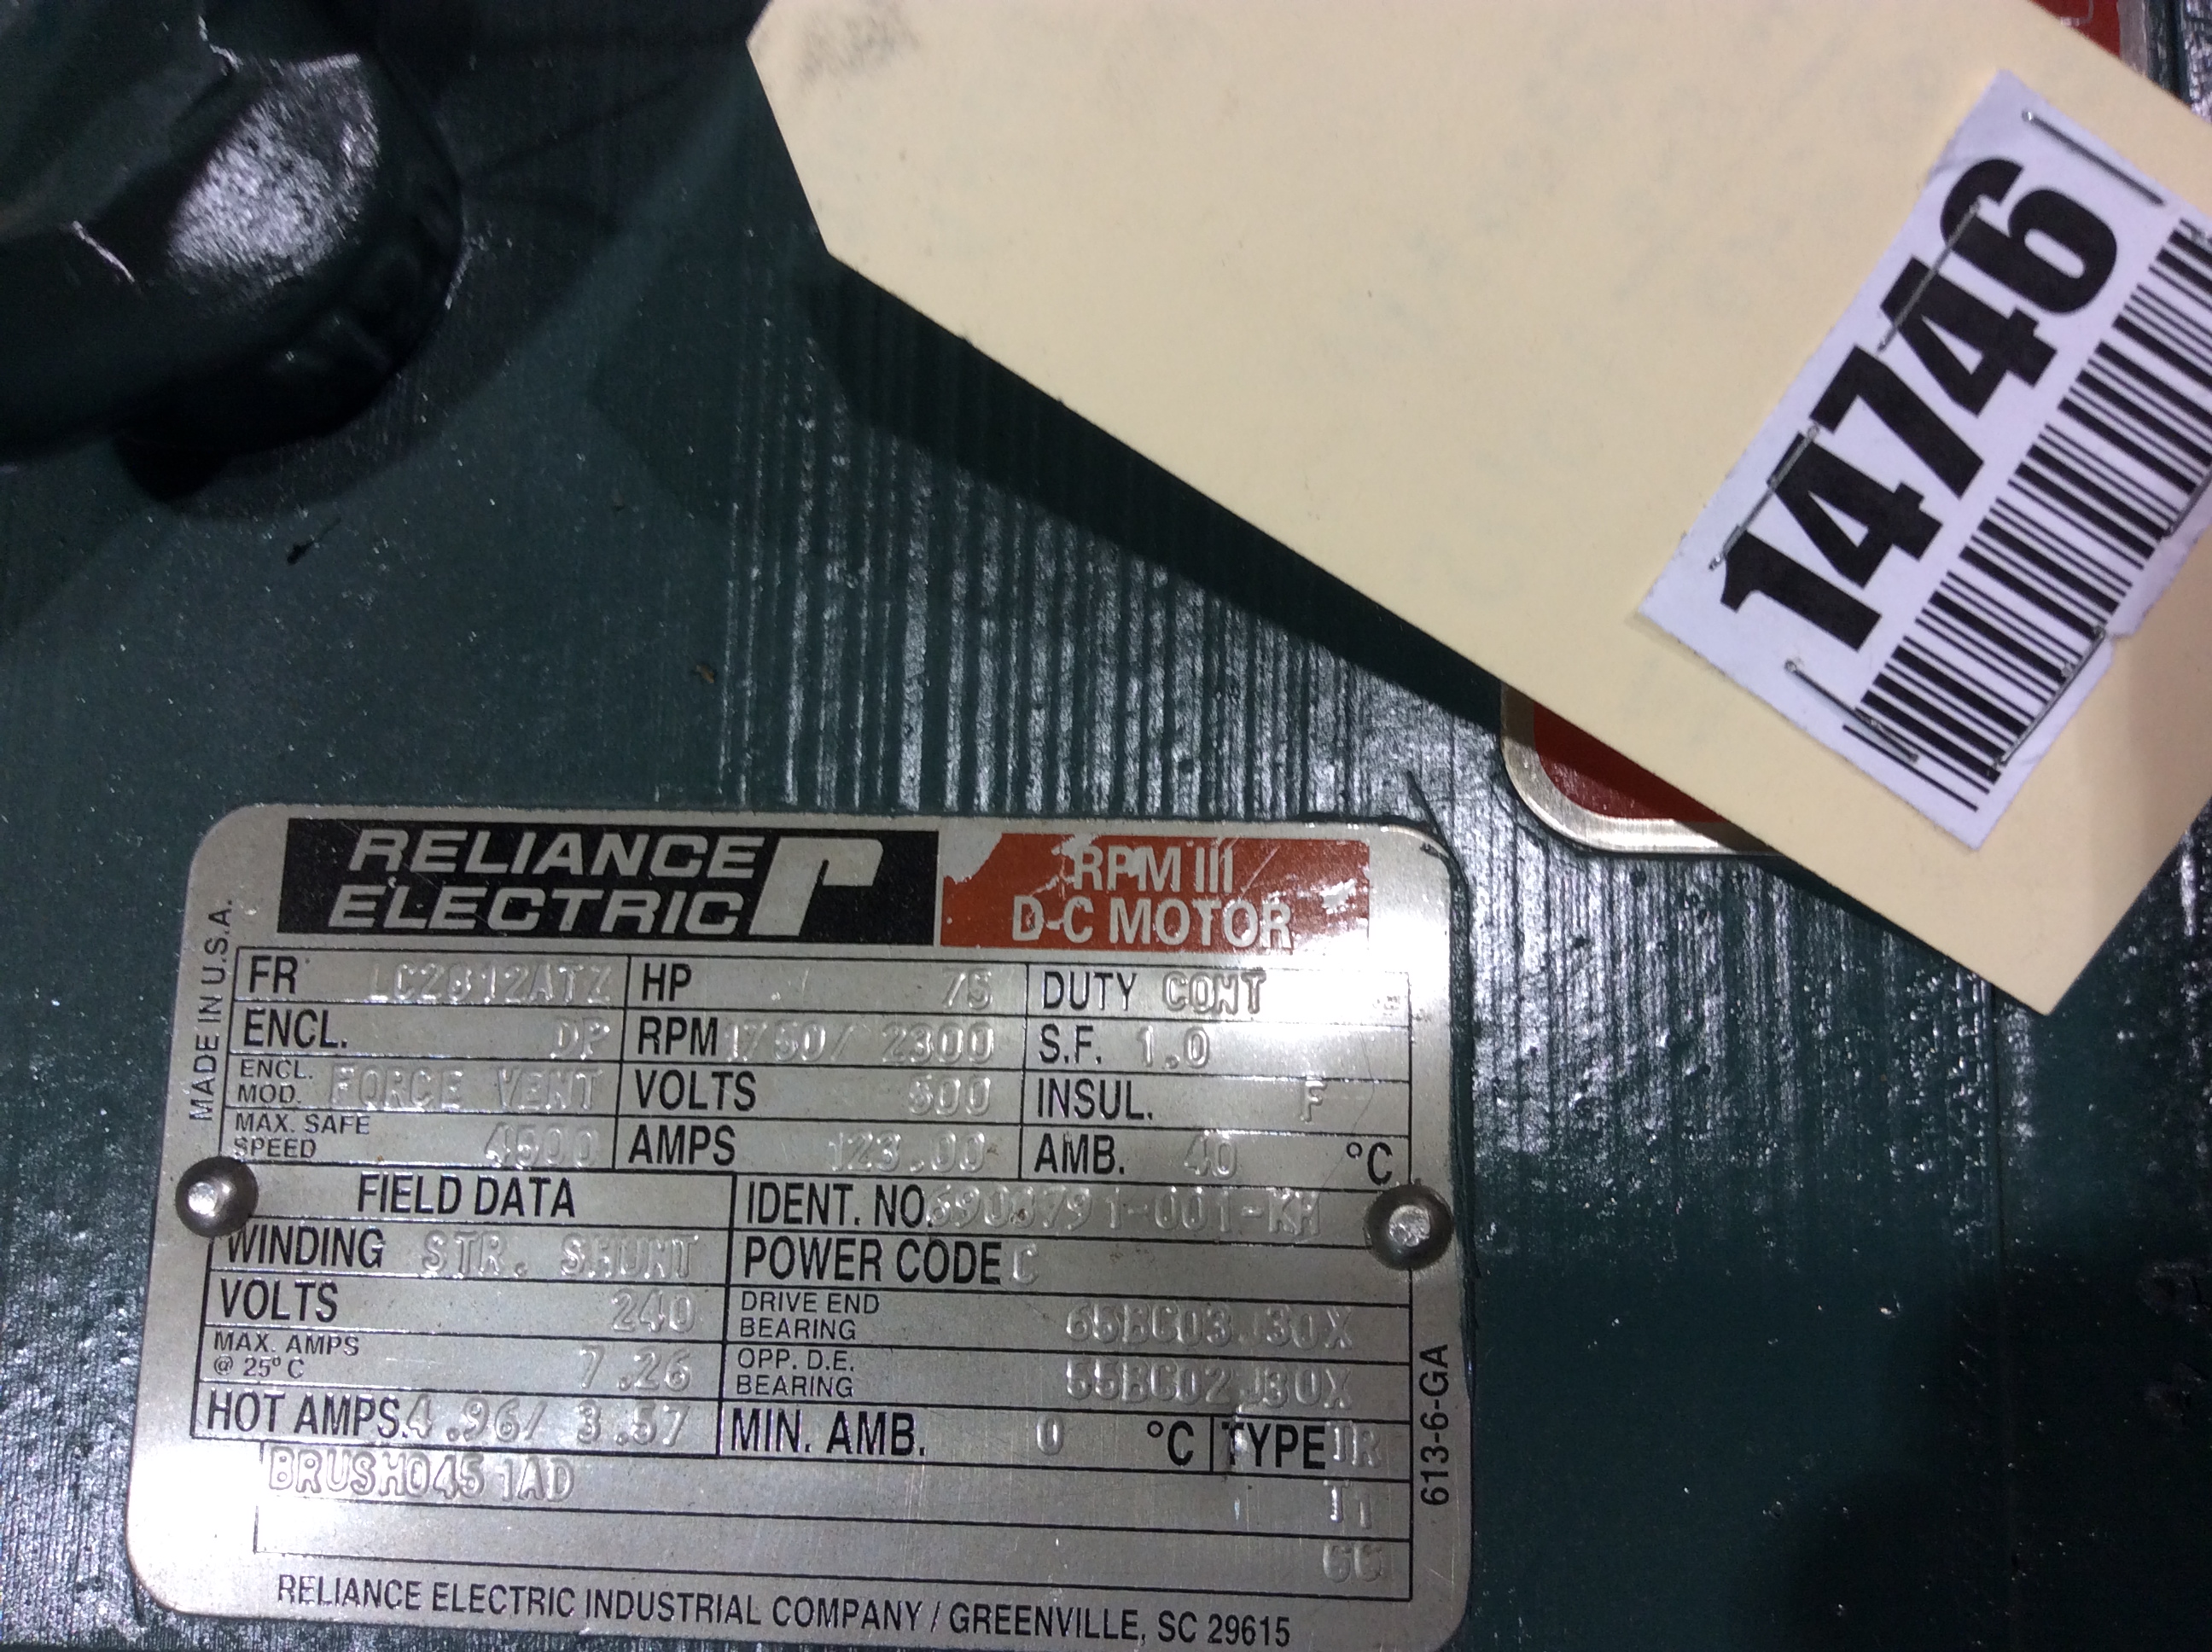 14746
RELIANCE
ELECTRIC
RPM III
D-C MOTOR
MADE IN U.S.A.
FR LC2812ATZ HP 75 DUTY CONT
ENCL. DP RPM 1750/ 2300 S.F. 1.0
ENCL. MOD. FORCE VENT VOLTS 500 INSUL. F
MAX. SAFE SPEED 4500 AMPS 123.00 AMB. 40 °C
FIELD DATA IDENT. NO.
WINDING STR. SHUNT POWER CODE C
VOLTS 240 DRIVE END BEARING 65BC03J30X
MAX. AMPS @ 25° C 7.26 OPP. D.E. BEARING 55BC02J30X
HOT AMPS. 4.96/ 3.57 MIN. AMB. 0 °C TYPE TR
BRUSH0451AD
613-6-GA
RELIANCE ELECTRIC INDUSTRIAL COMPANY / GREENVILLE, SC 29615